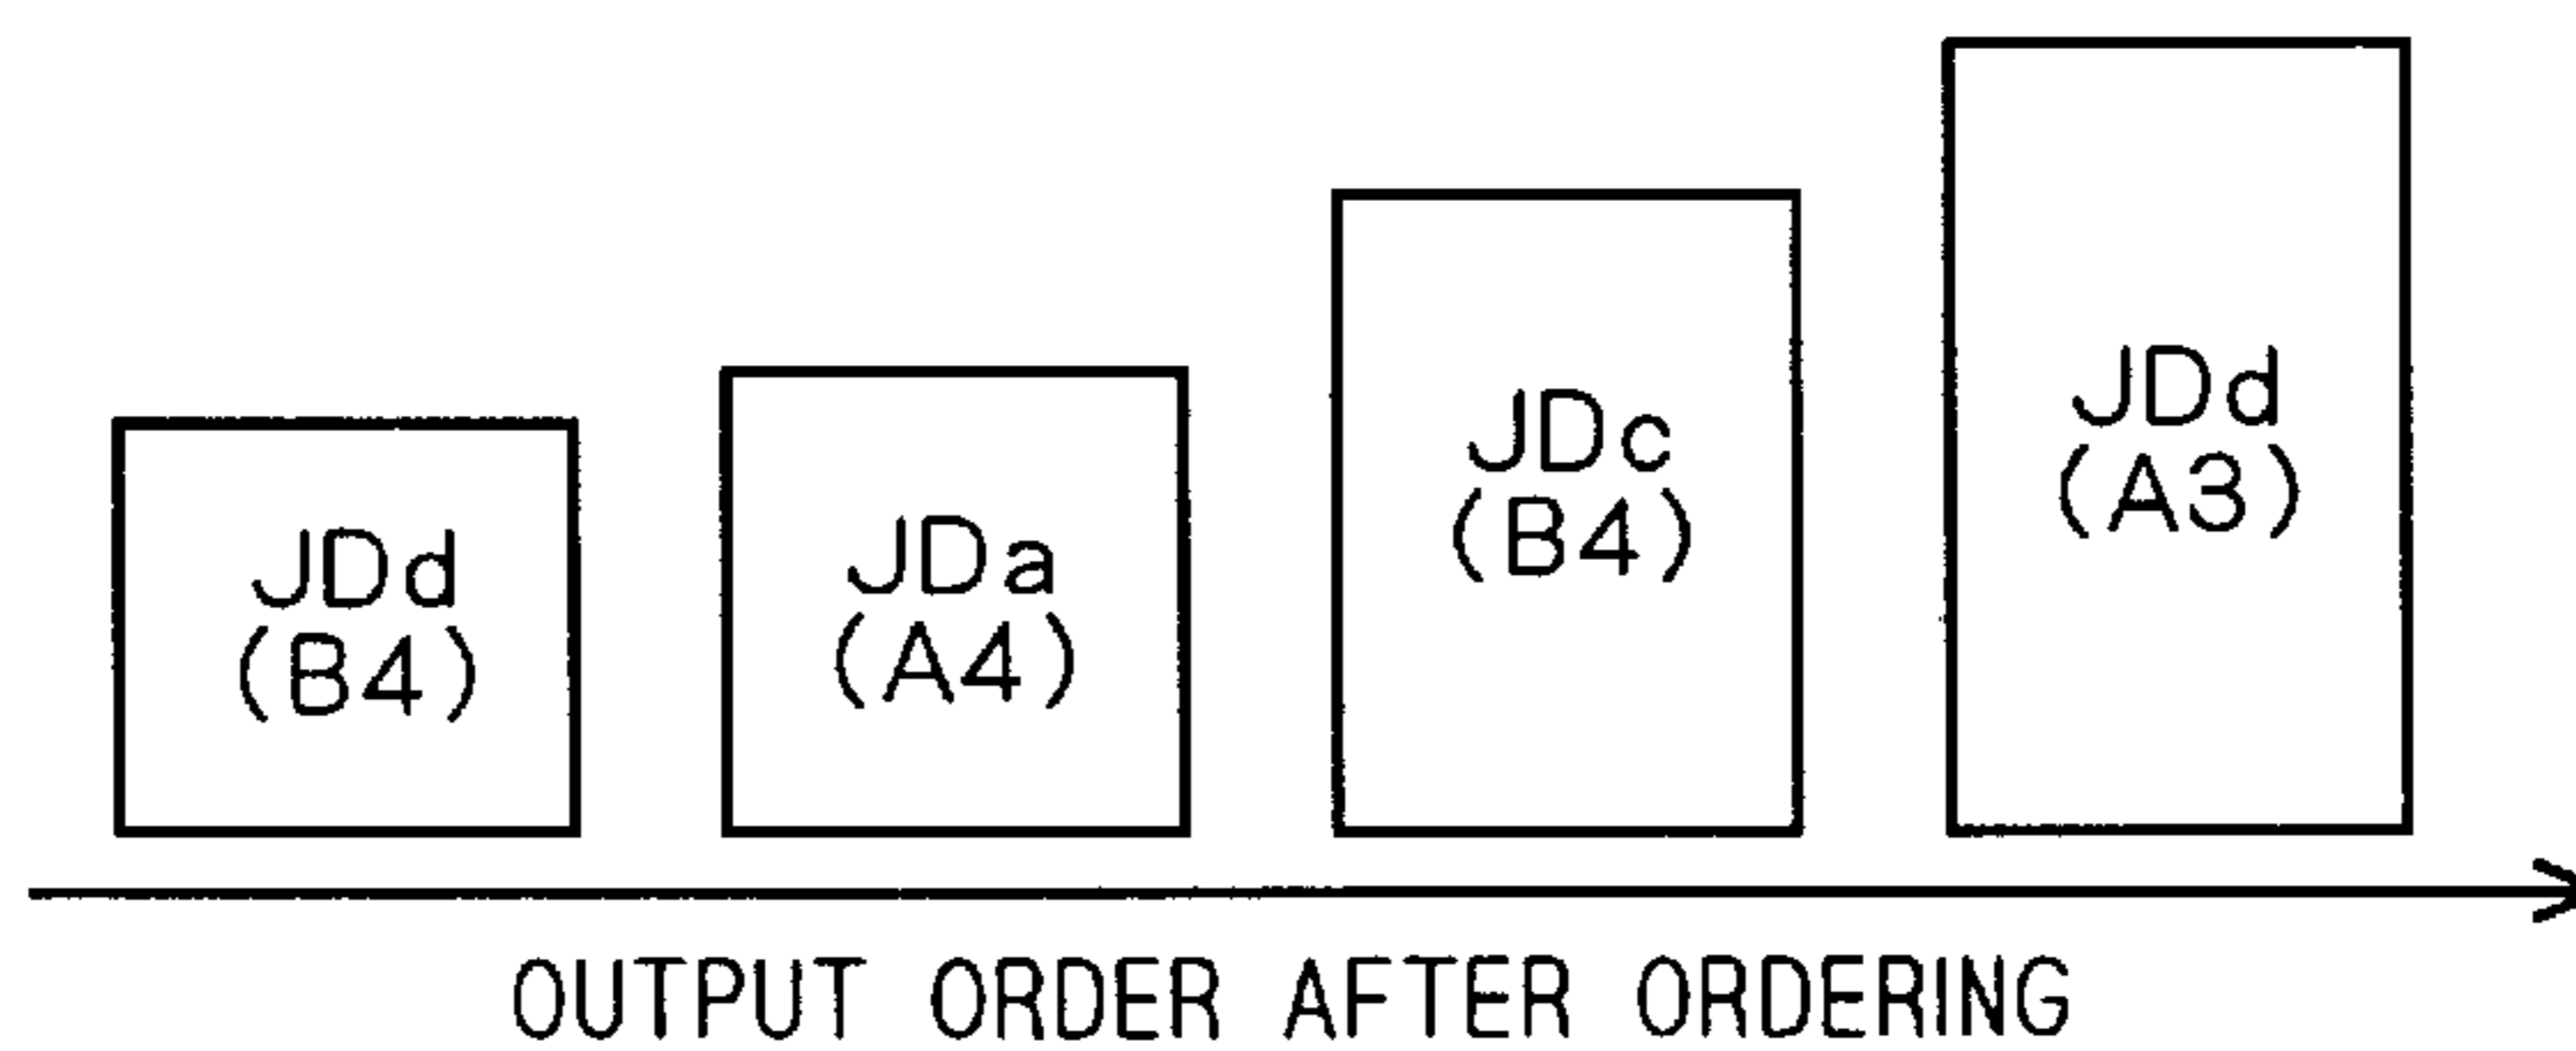 JDd
(B4)
JDa
(A4)
JDc
(B4)
JDd
(A3)
OUTPUT ORDER AFTER ORDERING